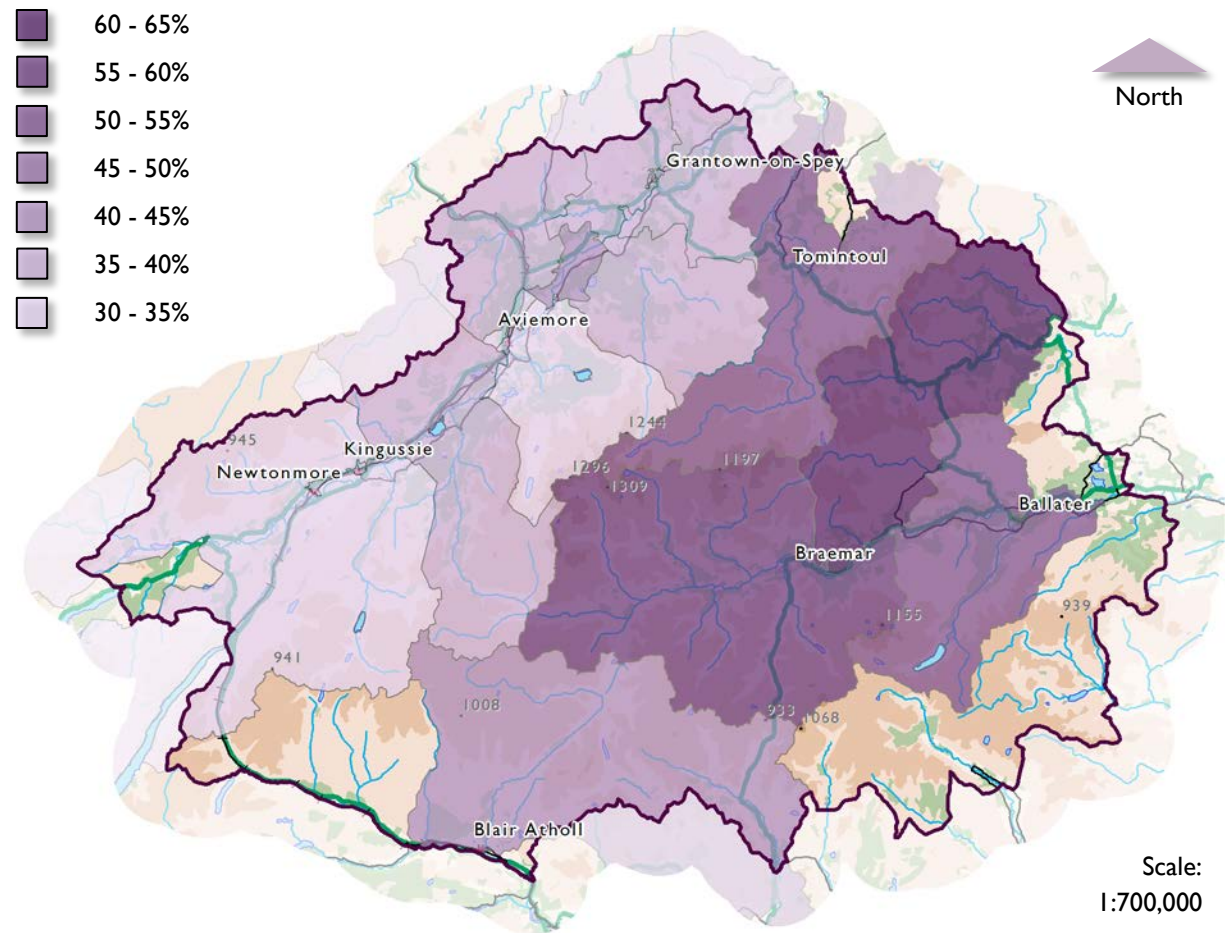 60 - 65%
55 - 60%
50 - 55%
45 - 50%
40 - 45%
35 - 40%
30 - 35%
North
Grantown-on-Spey
Tomintoul
Aviemore
1244
945
Kingussie
1197
Newtonmore
1296
1309
Ballater
Braemar
1155
939
941
1008
933
1068
Blair Atholl
Scale:
1:700,000